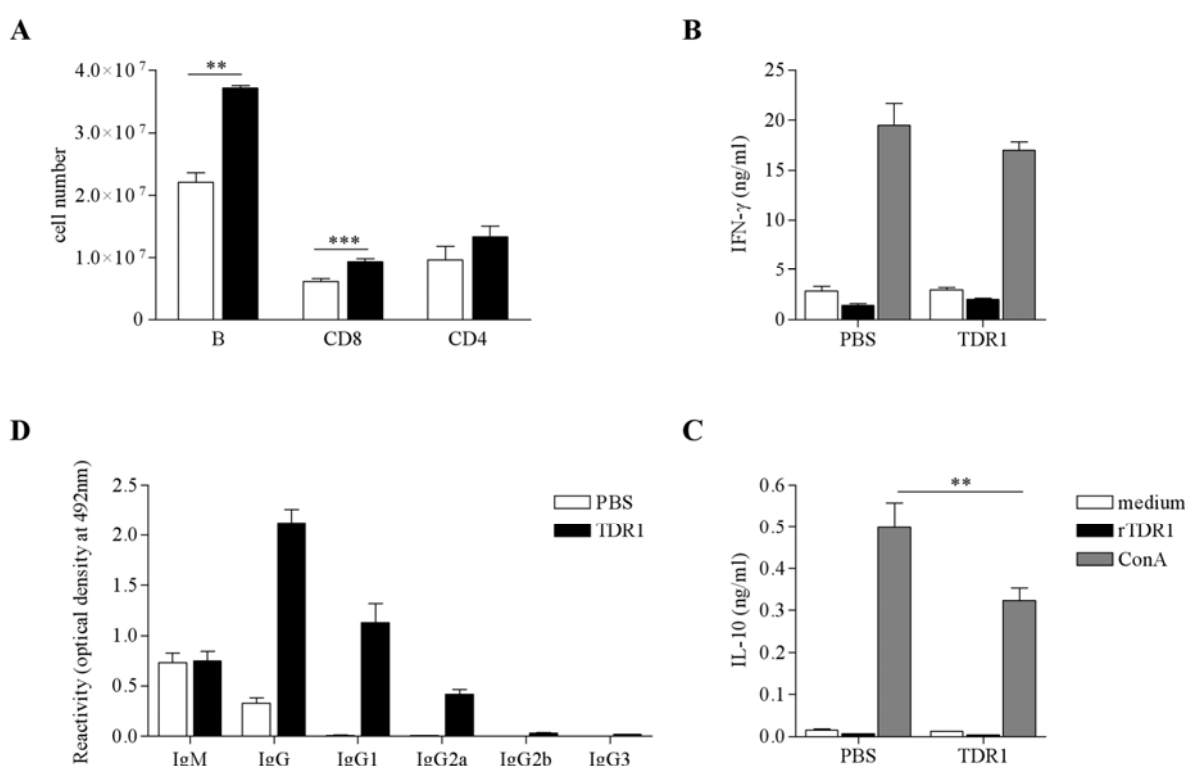 A
cell number
4.0×10⁷
3.0×10⁷
2.0×10⁷
1.0×10⁷
0
**
***
B CD8 CD4
B
IFN-γ (ng/ml)
25
20
15
10
5
0
PBS TDR1
D
Reactivity (optical density at 492nm)
2.5
2.0
1.5
1.0
0.5
0.0
PBS
TDR1
IgM IgG IgG1 IgG2a IgG2b IgG3
C
IL-10 (ng/ml)
0.6
0.5
0.4
0.3
0.2
0.1
0.0
**
medium
rTDR1
ConA
PBS TDR1